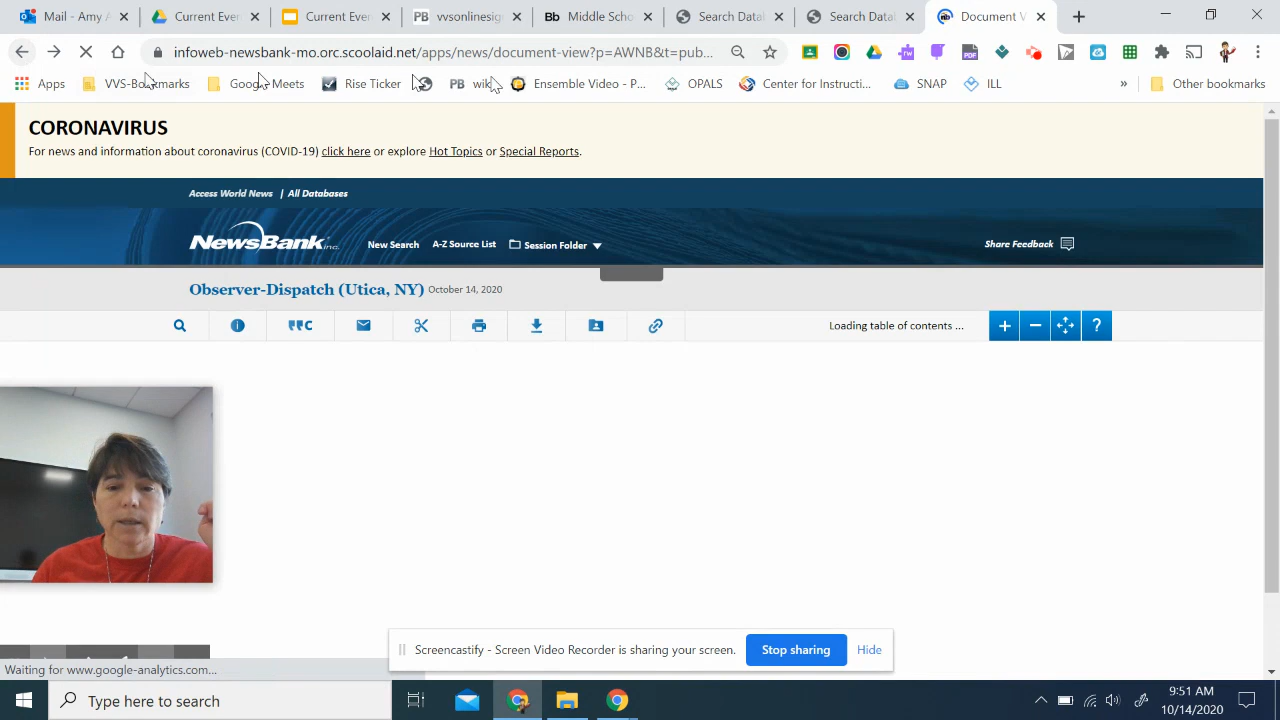 Mail - Amy A
Current Ever
Current Ever
PB vvsonlinesig
Bb Middle Scho
Search Datal
Search Datal
Document V
infoweb-newsbank-mo.orc.scoolaid.net/apps/news/document-view?p=AWNB&t=pub...
Apps
VVS-Bookmarks
Google Meets
Rise Ticker
PB wiki
Ensemble Video - P...
OPALS
Center for Instructi...
SNAP
ILL
»
Other bookmarks
CORONAVIRUS
For news and information about coronavirus (COVID-19) click here or explore Hot Topics or Special Reports.
Access World News | All Databases
NewsBank inc.
New Search
A-Z Source List
Session Folder
Share Feedback
Observer-Dispatch (Utica, NY) October 14, 2020
Loading table of contents ...
+ − ?
Screencastify - Screen Video Recorder is sharing your screen.
Stop sharing
Hide
Waiting for www.google-analytics.com...
Type here to search
9:51 AM
10/14/2020